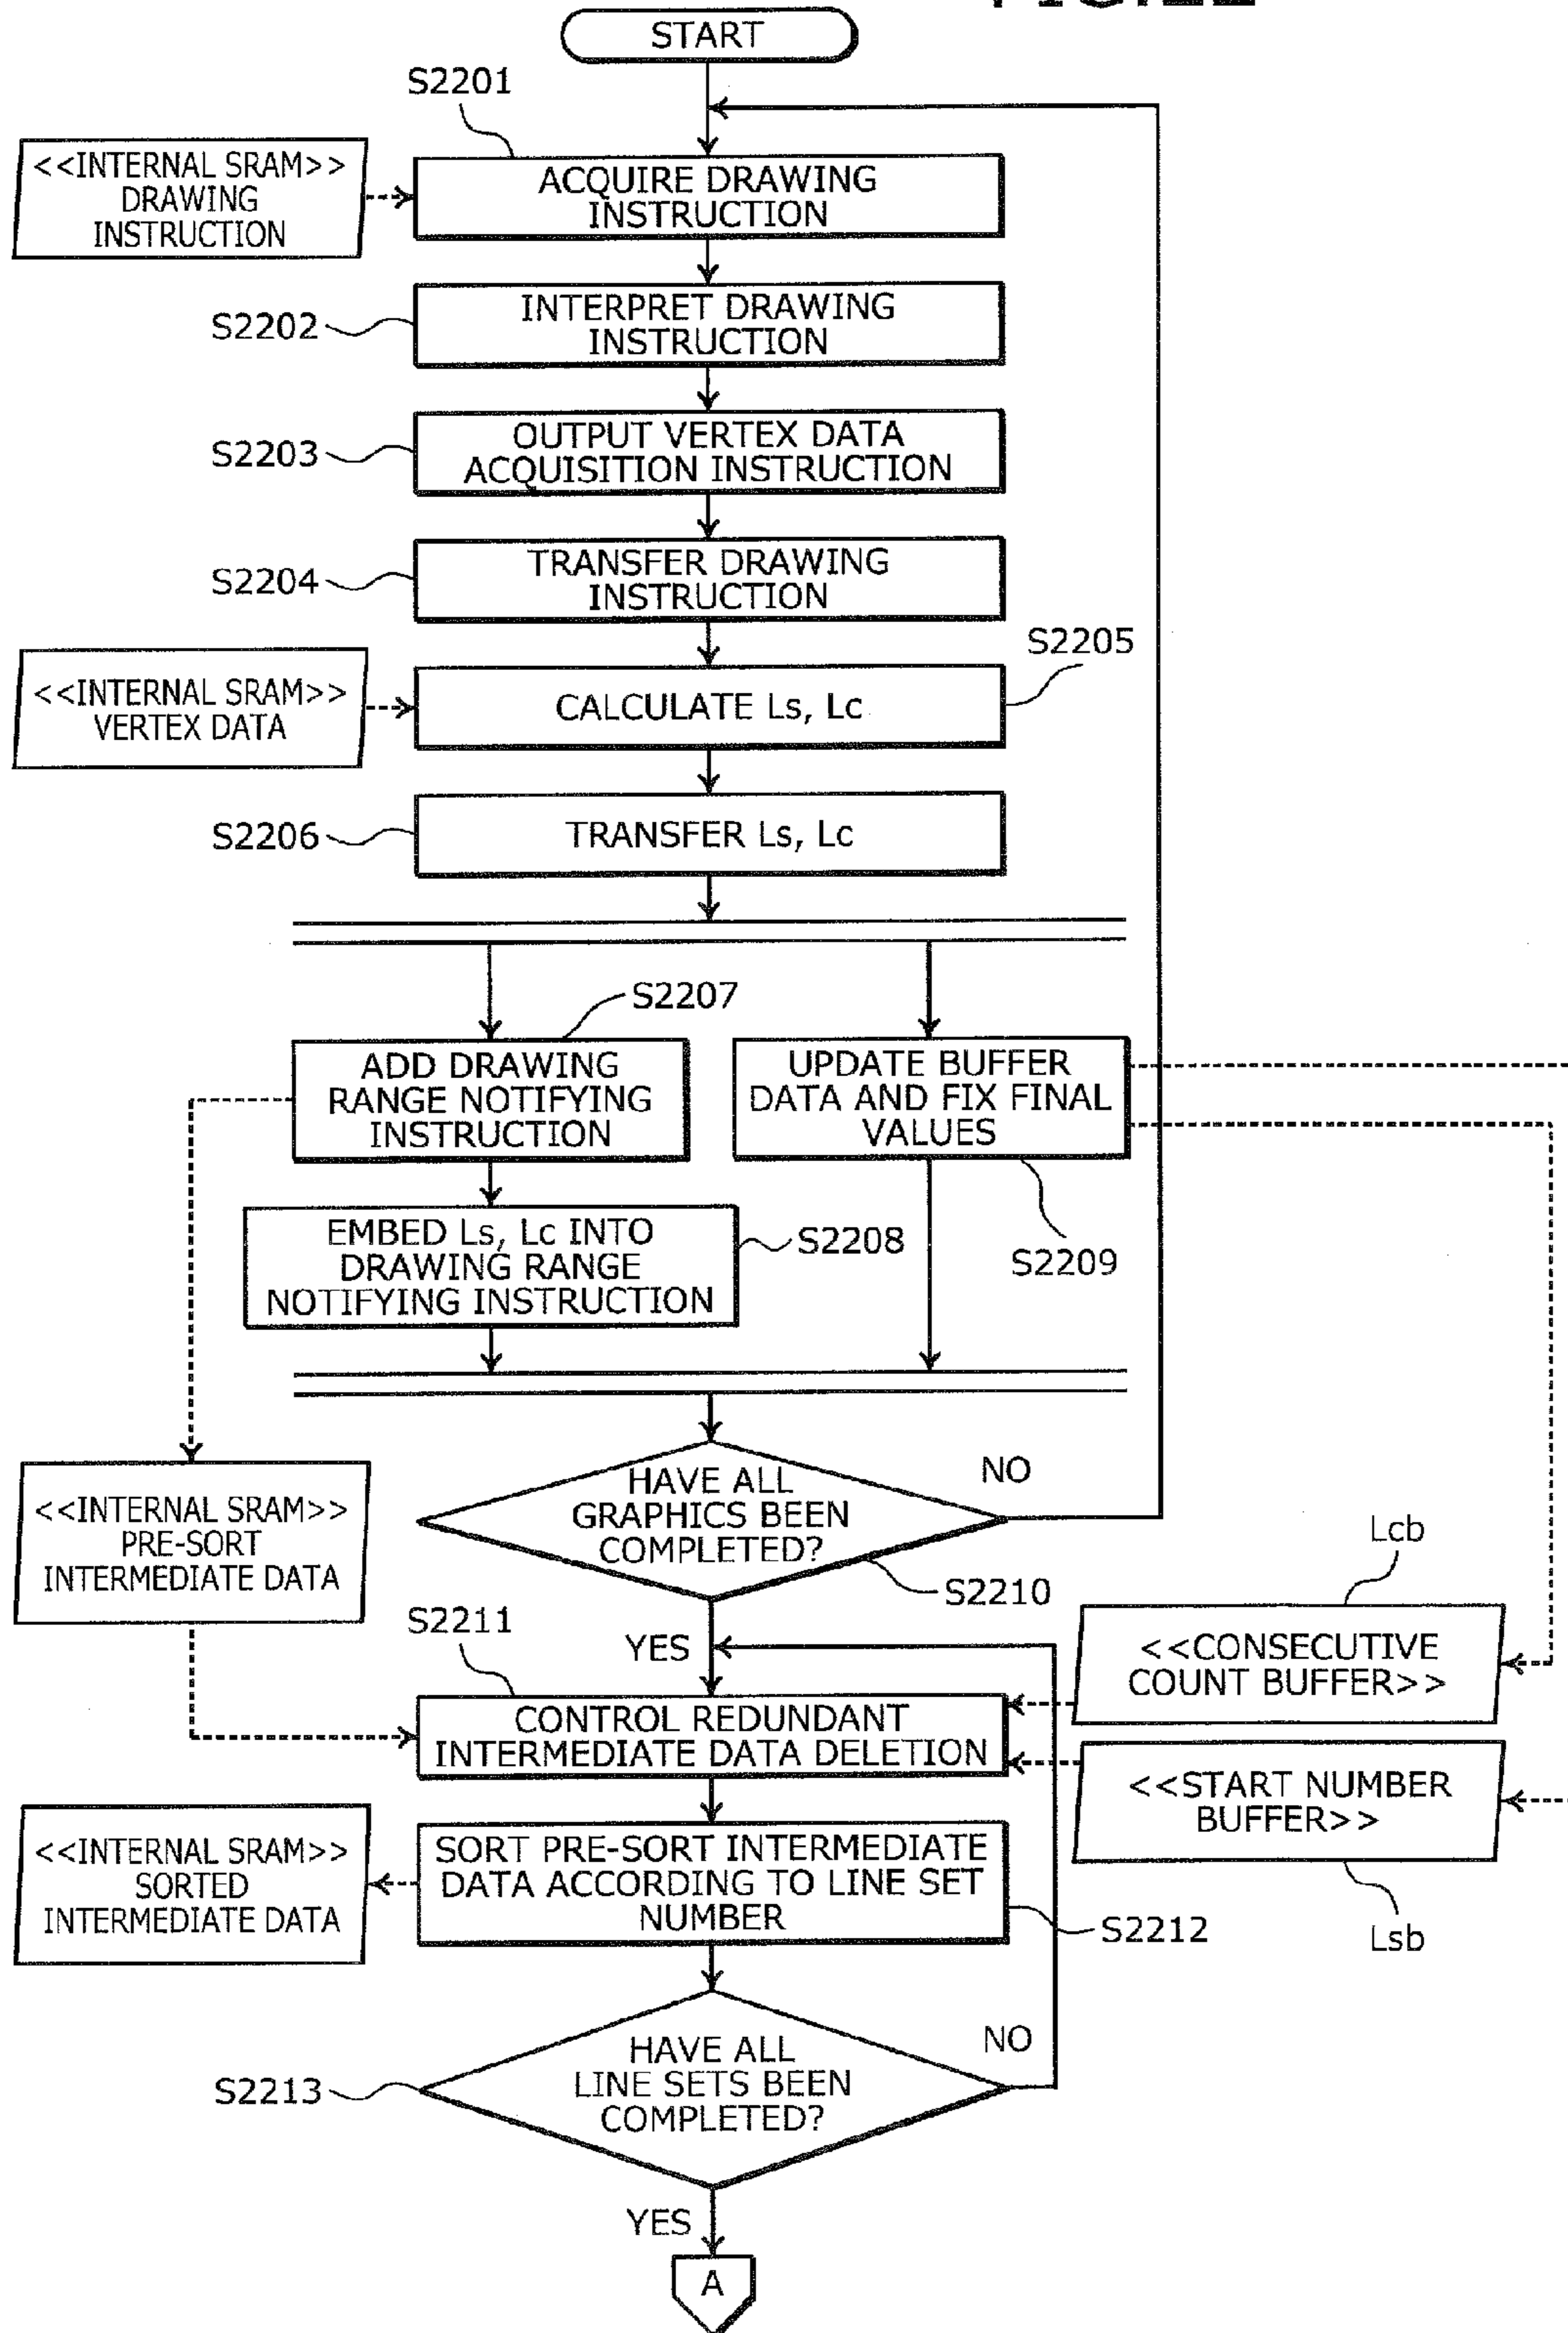 START
S2201
<<INTERNAL SRAM>>
DRAWING
INSTRUCTION
ACQUIRE DRAWING
INSTRUCTION
S2202
INTERPRET DRAWING
INSTRUCTION
S2203
OUTPUT VERTEX DATA
ACQUISITION INSTRUCTION
S2204
TRANSFER DRAWING
INSTRUCTION
S2205
<<INTERNAL SRAM>>
VERTEX DATA
CALCULATE Ls, Lc
S2206
TRANSFER Ls, Lc
S2207
ADD DRAWING
RANGE NOTIFYING
INSTRUCTION
UPDATE BUFFER
DATA AND FIX FINAL
VALUES
EMBED Ls, Lc INTO
DRAWING RANGE
NOTIFYING INSTRUCTION
S2208
S2209
<<INTERNAL SRAM>>
PRE-SORT
INTERMEDIATE DATA
HAVE ALL
GRAPHICS BEEN
COMPLETED?
NO
S2210
Lcb
S2211
YES
<<CONSECUTIVE
COUNT BUFFER>>
CONTROL REDUNDANT
INTERMEDIATE DATA DELETION
<<START NUMBER
BUFFER>>
<<INTERNAL SRAM>>
SORTED
INTERMEDIATE DATA
SORT PRE-SORT INTERMEDIATE
DATA ACCORDING TO LINE SET
NUMBER
S2212
Lsb
S2213
HAVE ALL
LINE SETS BEEN
COMPLETED?
NO
YES
A